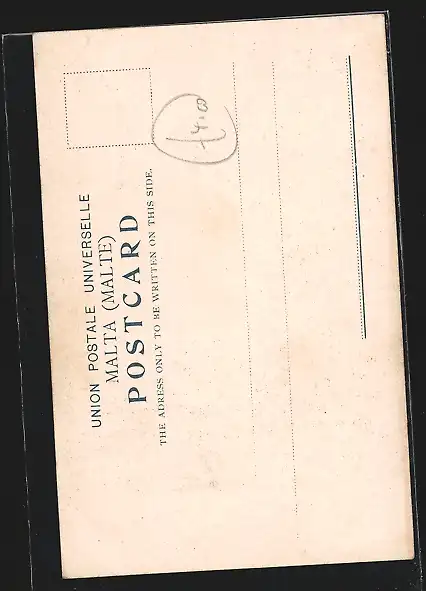 UNION POSTALE UNIVERSELLE
MALTA (MALTE)
POSTCARD
THE ADRESS ONLY TO BE WRITTEN ON THIS SIDE.